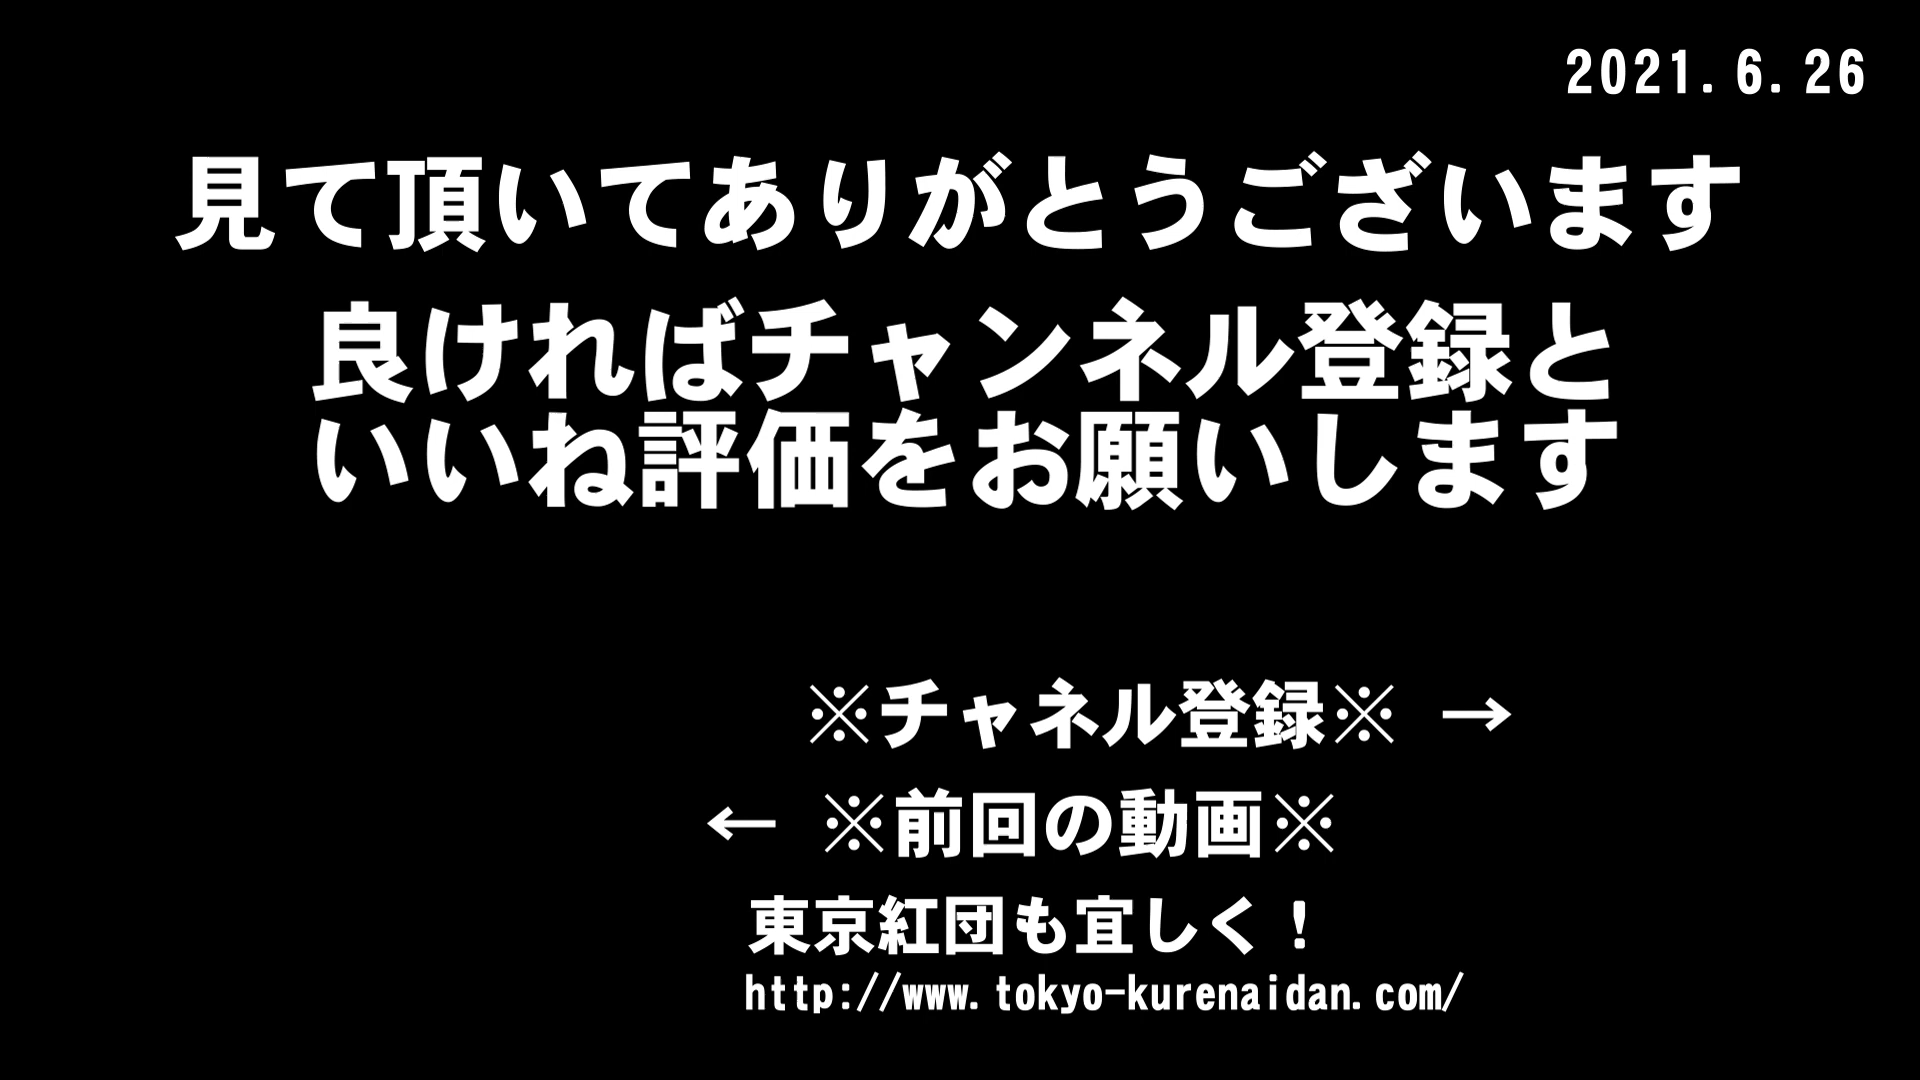 2021.6.26
見て頂いてありがとうございます
良ければチャンネル登録と
いいね評価をお願いします
※チャネル登録※ →
← ※前回の動画※
東京紅団も宜しく！
http://www.tokyo-kurenaidan.com/